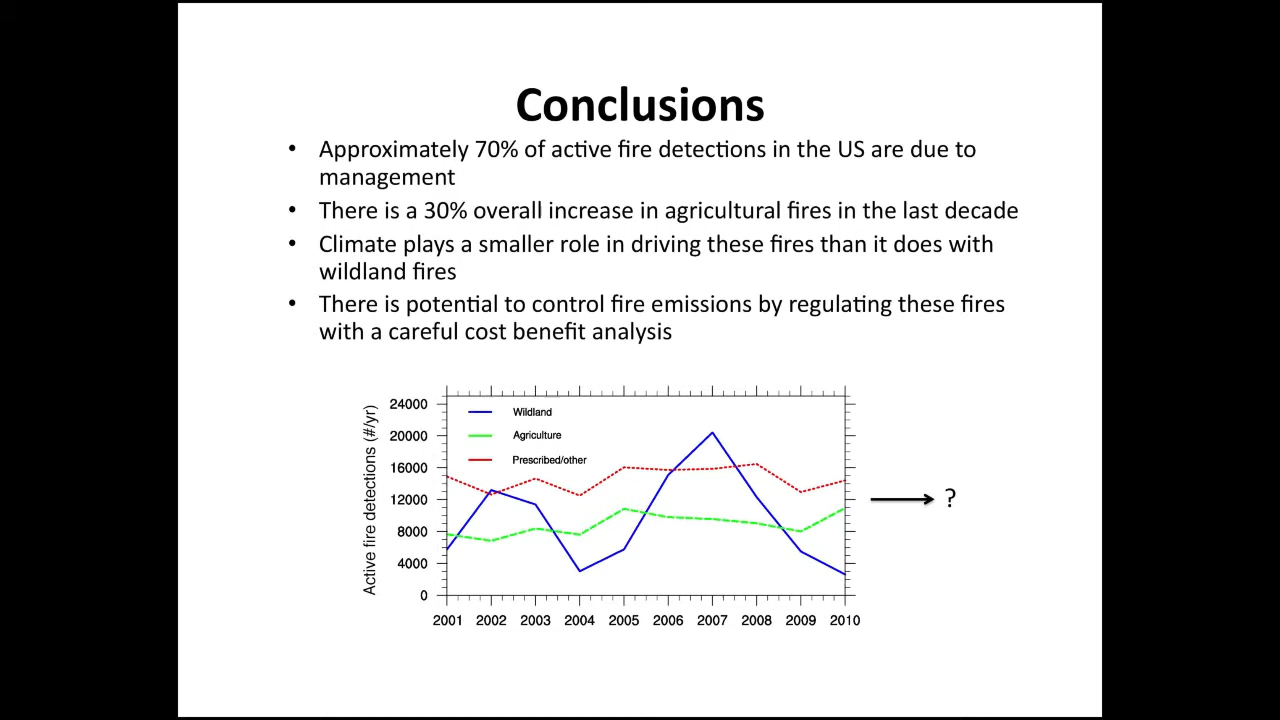 Conclusions
• Approximately 70% of active fire detections in the US are due to
management
• There is a 30% overall increase in agricultural fires in the last decade
• Climate plays a smaller role in driving these fires than it does with
wildland fires
• There is potential to control fire emissions by regulating these fires
with a careful cost benefit analysis
Active fire detections (#/yr)
24000
20000
16000
12000
8000
4000
0
Wildland
Agriculture
Prescribed/other
2001 2002 2003 2004 2005 2006 2007 2008 2009 2010
?